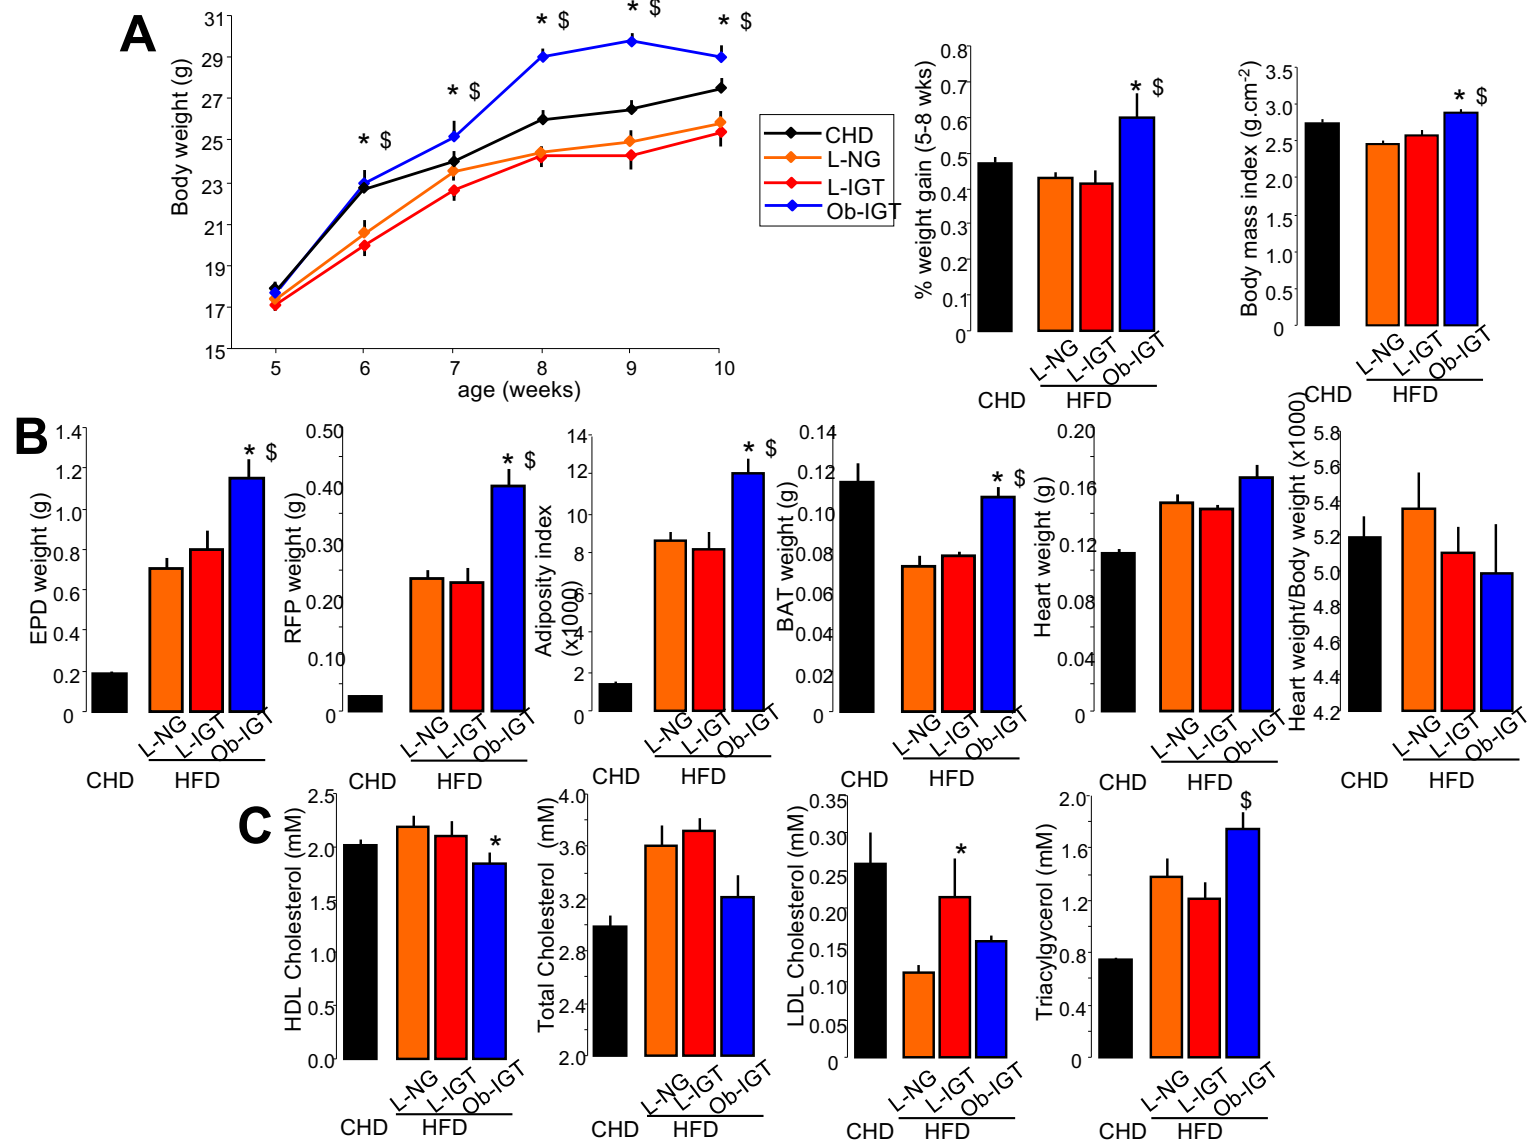 A
Body weight (g)
31
29
27
25
23
21
19
17
15
5
6
7
8
9
10
age (weeks)
* $
* $
* $
* $
* $
CHD
L-NG
L-IGT
Ob-IGT
% weight gain (5-8 wks)
0.8
0.7
0.6
0.5
0.4
0.3
0.2
0.1
0
* $
L-NG
L-IGT
Ob-IGT
CHD
HFD
Body mass index (g.cm-2)
3.5
3.0
2.5
2.0
1.5
1.0
0.5
0
* $
L-NG
L-IGT
Ob-IGT
CHD
HFD
B
EPD weight (g)
1.4
1.2
1.0
0.8
0.6
0.4
0.2
0
* $
L-NG
L-IGT
Ob-IGT
CHD
HFD
RFP weight (g)
0.50
0.40
0.30
0.20
0.10
0
* $
L-NG
L-IGT
Ob-IGT
CHD
HFD
Adiposity index
(x1000)
14
12
10
8
6
4
2
0
* $
L-NG
L-IGT
Ob-IGT
CHD
HFD
BAT weight (g)
0.14
0.12
0.10
0.08
0.06
0.04
0.02
0
* $
L-NG
L-IGT
Ob-IGT
CHD
HFD
Heart weight (g)
0.20
0.16
0.12
0.08
0.04
0
L-NG
L-IGT
Ob-IGT
CHD
HFD
Heart weight/Body weight (x1000)
5.8
5.6
5.4
5.2
5.0
4.8
4.6
4.4
4.2
L-NG
L-IGT
Ob-IGT
CHD
HFD
C
HDL Cholesterol (mM)
2.5
2.0
1.5
1.0
0.5
0.0
*
L-NG
L-IGT
Ob-IGT
CHD
HFD
Total Cholesterol (mM)
4.0
3.6
3.2
2.8
2.4
2.0
L-NG
L-IGT
Ob-IGT
CHD
HFD
LDL Cholesterol (mM)
0.35
0.30
0.25
0.20
0.15
0.10
0.05
0
*
L-NG
L-IGT
Ob-IGT
CHD
HFD
Triacylgycerol (mM)
2.0
1.6
1.2
0.8
0.4
0
$
L-NG
L-IGT
Ob-IGT
CHD
HFD